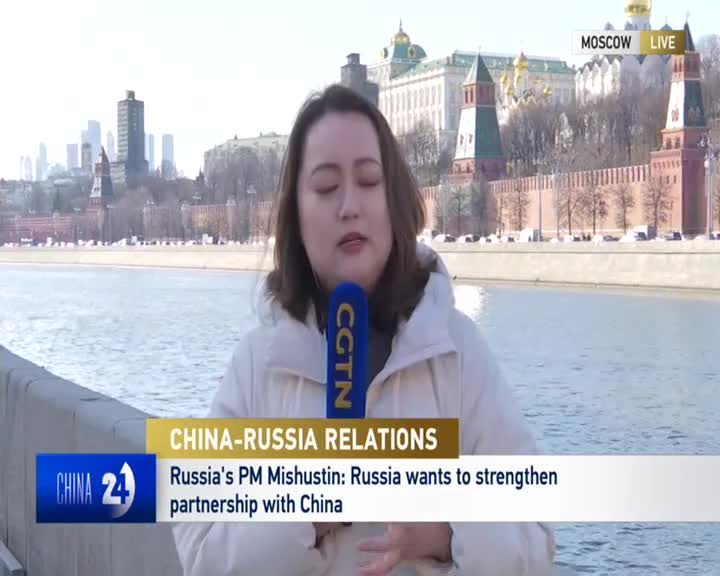 MOSCOW LIVE
CGTN
CHINA-RUSSIA RELATIONS
CHINA 24
Russia's PM Mishustin: Russia wants to strengthen
partnership with China